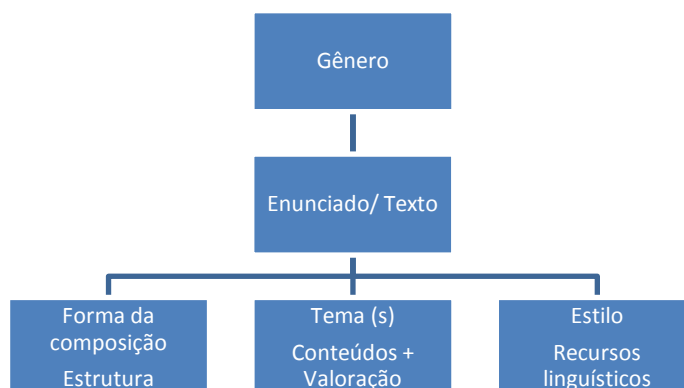 Gênero
Enunciado/ Texto
Forma da
composição
Estrutura
Tema (s)
Conteúdos +
Valoração
Estilo
Recursos
linguísticos